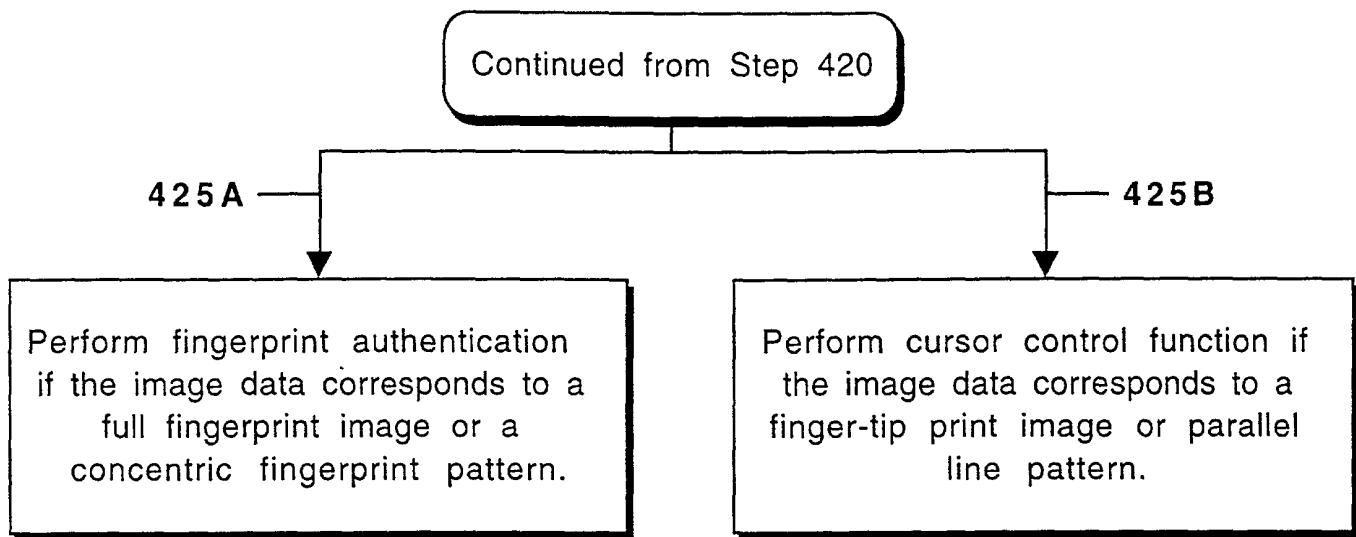 Continued from Step 420
425A
425B
Perform fingerprint authentication
if the image data corresponds to a
full fingerprint image or a
concentric fingerprint pattern.
Perform cursor control function if
the image data corresponds to a
finger-tip print image or parallel
line pattern.